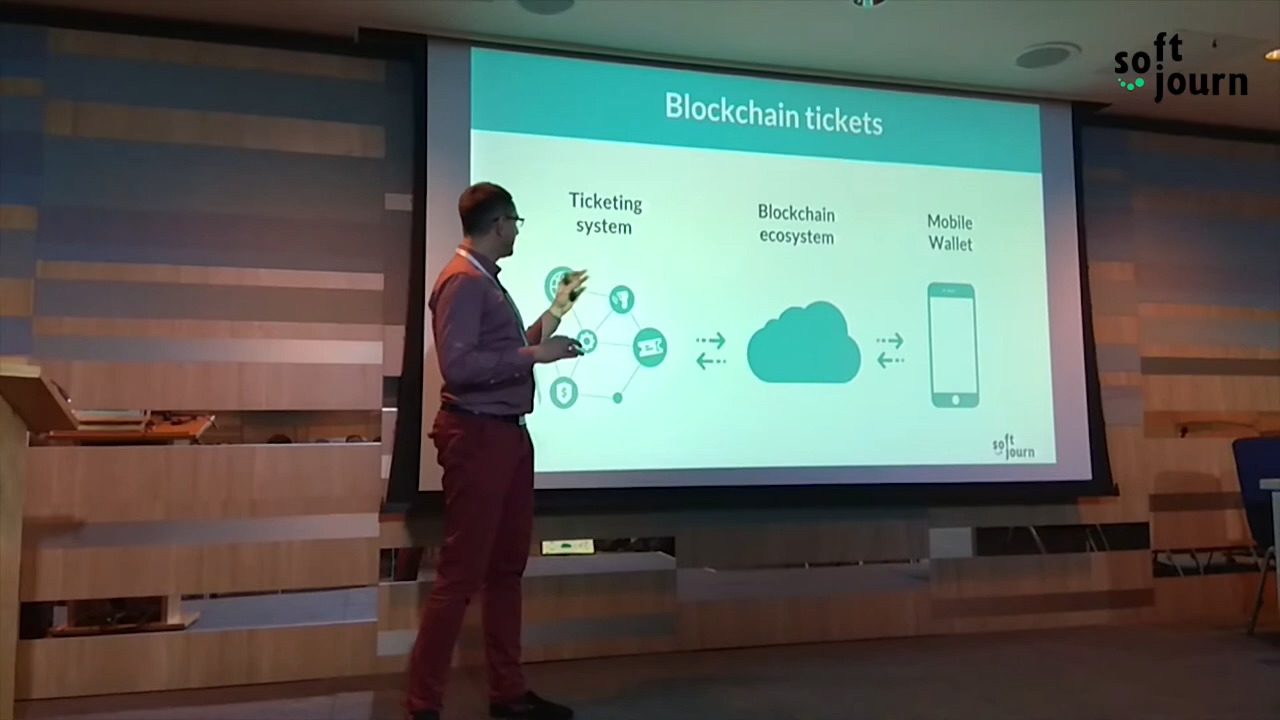 soft
journ
Blockchain tickets
Ticketing
system
Blockchain
ecosystem
Mobile
Wallet
$
soft
journ